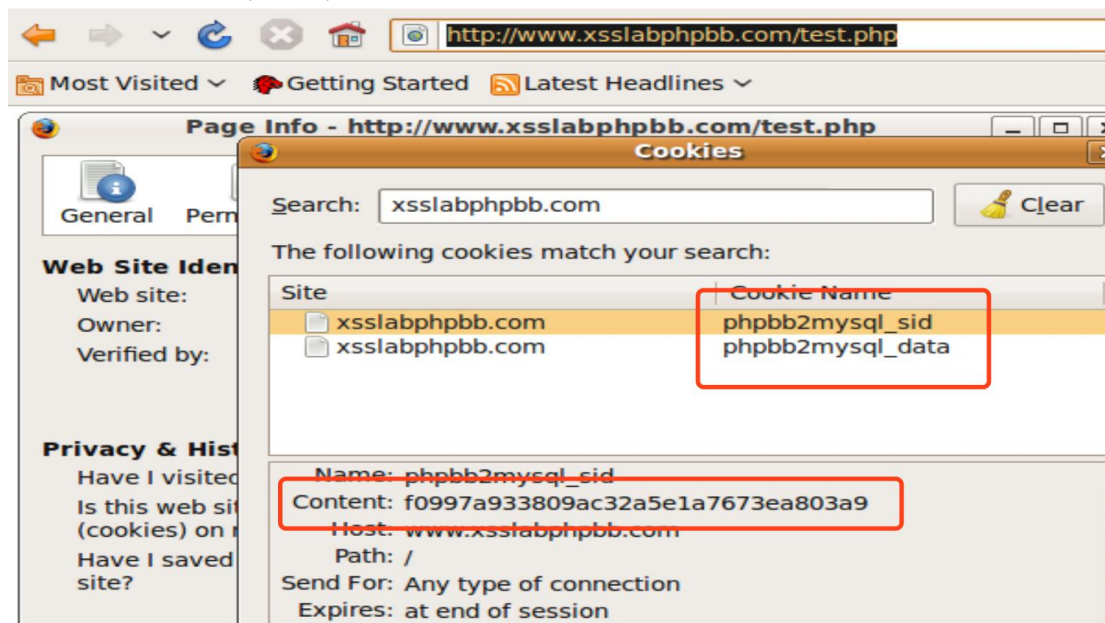 http://www.xsslabphpbb.com/test.php
Most Visited Getting Started Latest Headlines
Page Info - http://www.xsslabphpbb.com/test.php
Cookies
General
Search: xsslabphpbb.com Clear
The following cookies match your search:
Web Site
Web site:
Owner:
Verified by:
Site Cookie Name
xsslabphpbb.com phpbb2mysql_sid
xsslabphpbb.com phpbb2mysql_data
Privacy &
Have I visited
Is this web
(cookies) on
Have I saved
site?
Name: phpbb2mysql_sid
Content: f0997a933809ac32a5e1a7673ea803a9
Host: www.xsslabphpbb.com
Path: /
Send For: Any type of connection
Expires: at end of session